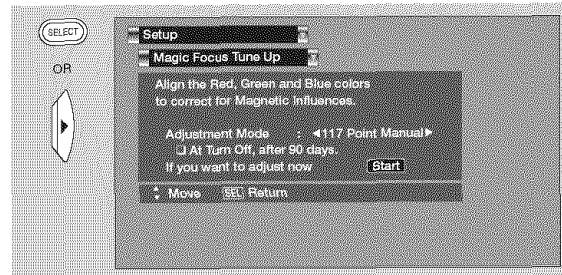 SELECT
OR
Setup
Magic Focus Tune Up
Align the Red, Green and Blue colors
to correct for Magnetic Influences.
Adjustment Mode : ◀117 Point Manual▶
❏ At Turn Off, after 90 days.
If you want to adjust now Start
Move SEL Return